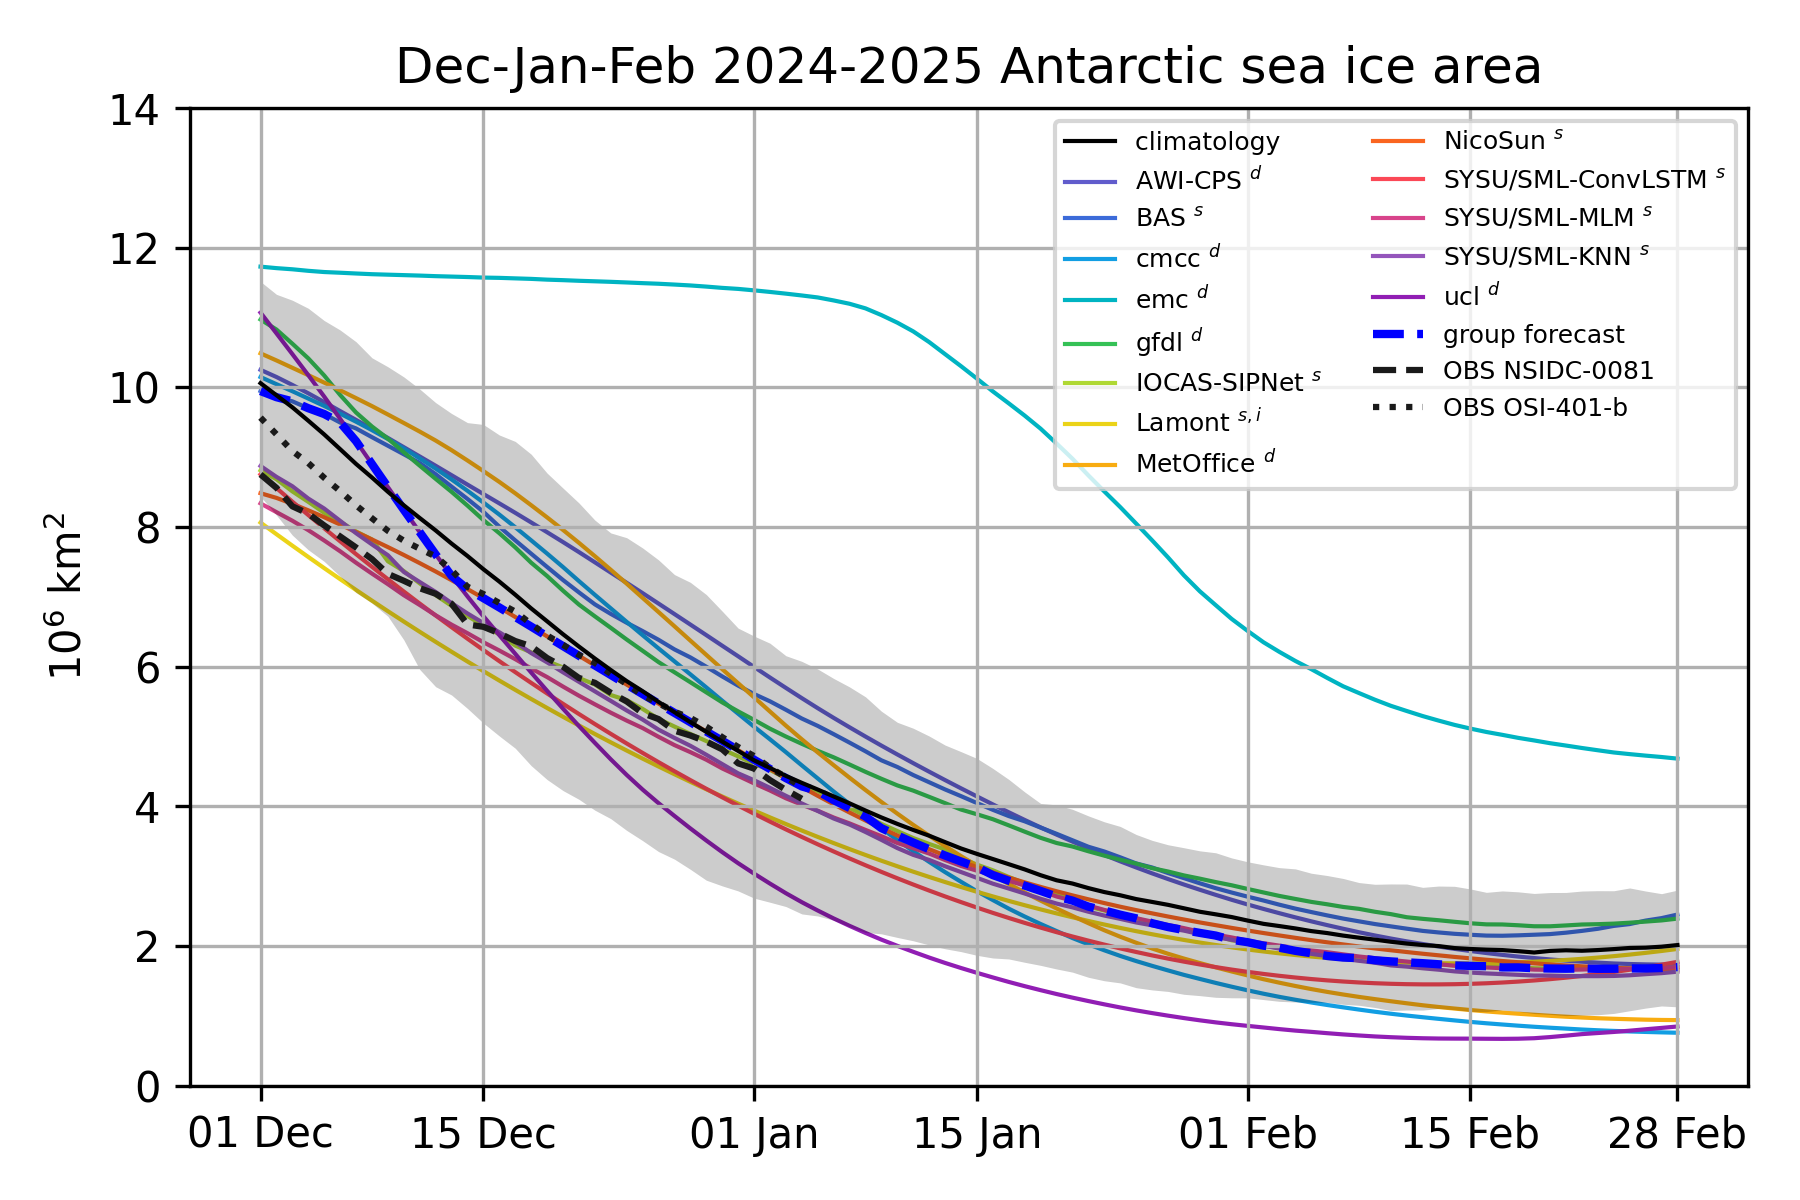 Dec-Jan-Feb 2024-2025 Antarctic sea ice area
10⁶ km²
14
12
10
8
6
4
2
0
climatology
AWI-CPS ᵈ
BAS ˢ
cmcc ᵈ
emc ᵈ
gfdl ᵈ
IOCAS-SIPNet ˢ
Lamont ˢ,ⁱ
MetOffice ᵈ
NicoSun ˢ
SYSU/SML-ConvLSTM ˢ
SYSU/SML-MLM ˢ
SYSU/SML-KNN ˢ
ucl ᵈ
group forecast
OBS NSIDC-0081
OBS OSI-401-b
01 Dec 15 Dec 01 Jan 15 Jan 01 Feb 15 Feb 28 Feb